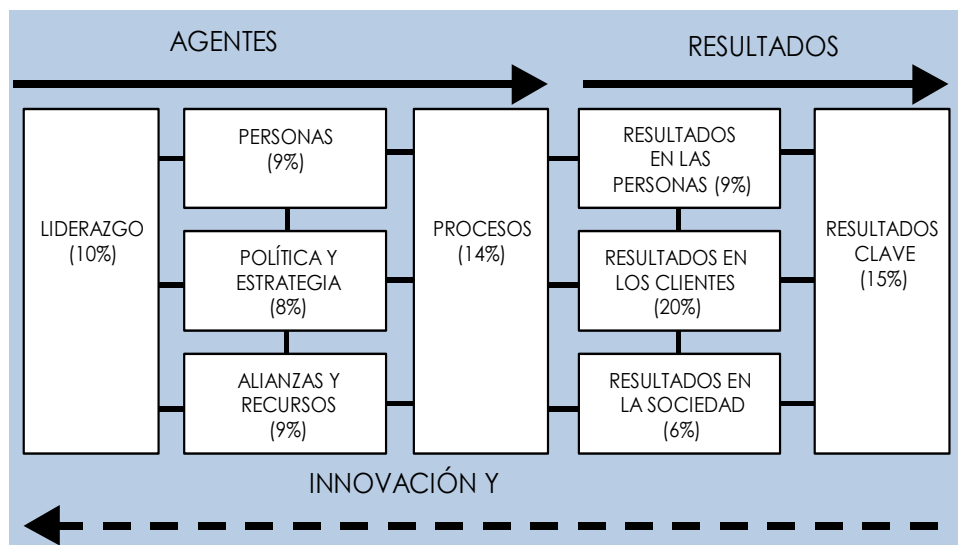 AGENTES
RESULTADOS
LIDERAZGO
(10%)
PERSONAS
(9%)
POLÍTICA Y
ESTRATEGIA
(8%)
ALIANZAS Y
RECURSOS
(9%)
PROCESOS
(14%)
RESULTADOS
EN LAS
PERSONAS (9%)
RESULTADOS EN
LOS CLIENTES
(20%)
RESULTADOS EN
LA SOCIEDAD
(6%)
RESULTADOS
CLAVE
(15%)
INNOVACIÓN Y